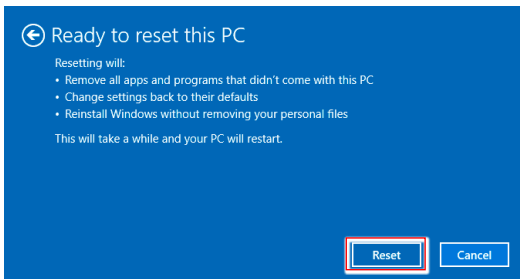 Ready to reset this PC
Resetting will:
• Remove all apps and programs that didn't come with this PC
• Change settings back to their defaults
• Reinstall Windows without removing your personal files
This will take a while and your PC will restart.
Reset
Cancel